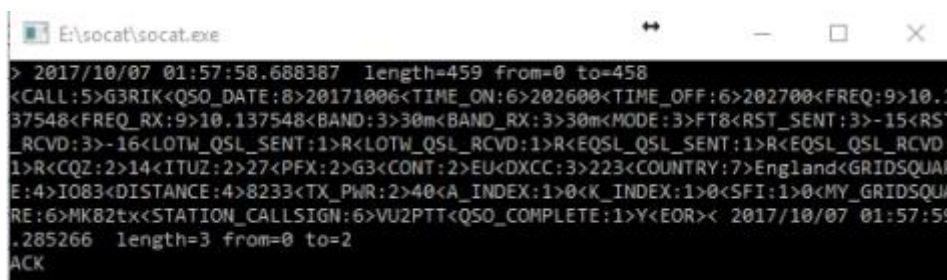 E:\socat\socat.exe
> 2017/10/07 01:57:58.688387  length=459 from=0 to=458
<CALL:5>G3RIK<QSO_DATE:8>20171006<TIME_ON:6>202600<TIME_OFF:6>202700<FREQ:9>10.
37548<FREQ_RX:9>10.137548<BAND:3>30m<BAND_RX:3>30m<MODE:3>FT8<RST_SENT:3>-15<RS
_RCVD:3>-16<LOTW_QSL_SENT:1>R<LOTW_QSL_RCVD:1>R<EQSL_QSL_SENT:1>R<EQSL_QSL_RCVD
1>R<CQZ:2>14<ITUZ:2>27<PFX:2>G3<CONT:2>EU<DXCC:3>223<COUNTRY:7>England<GRIDSQUA
E:4>IO83<DISTANCE:4>8233<TX_PWR:2>40<A_INDEX:1>0<K_INDEX:1>0<SFI:1>0<MY_GRIDSQU
RE:6>MK82tx<STATION_CALLSIGN:6>VU2PTT<QSO_COMPLETE:1>Y<EOR>< 2017/10/07 01:57:59
.285266  length=3 from=0 to=2
ACK